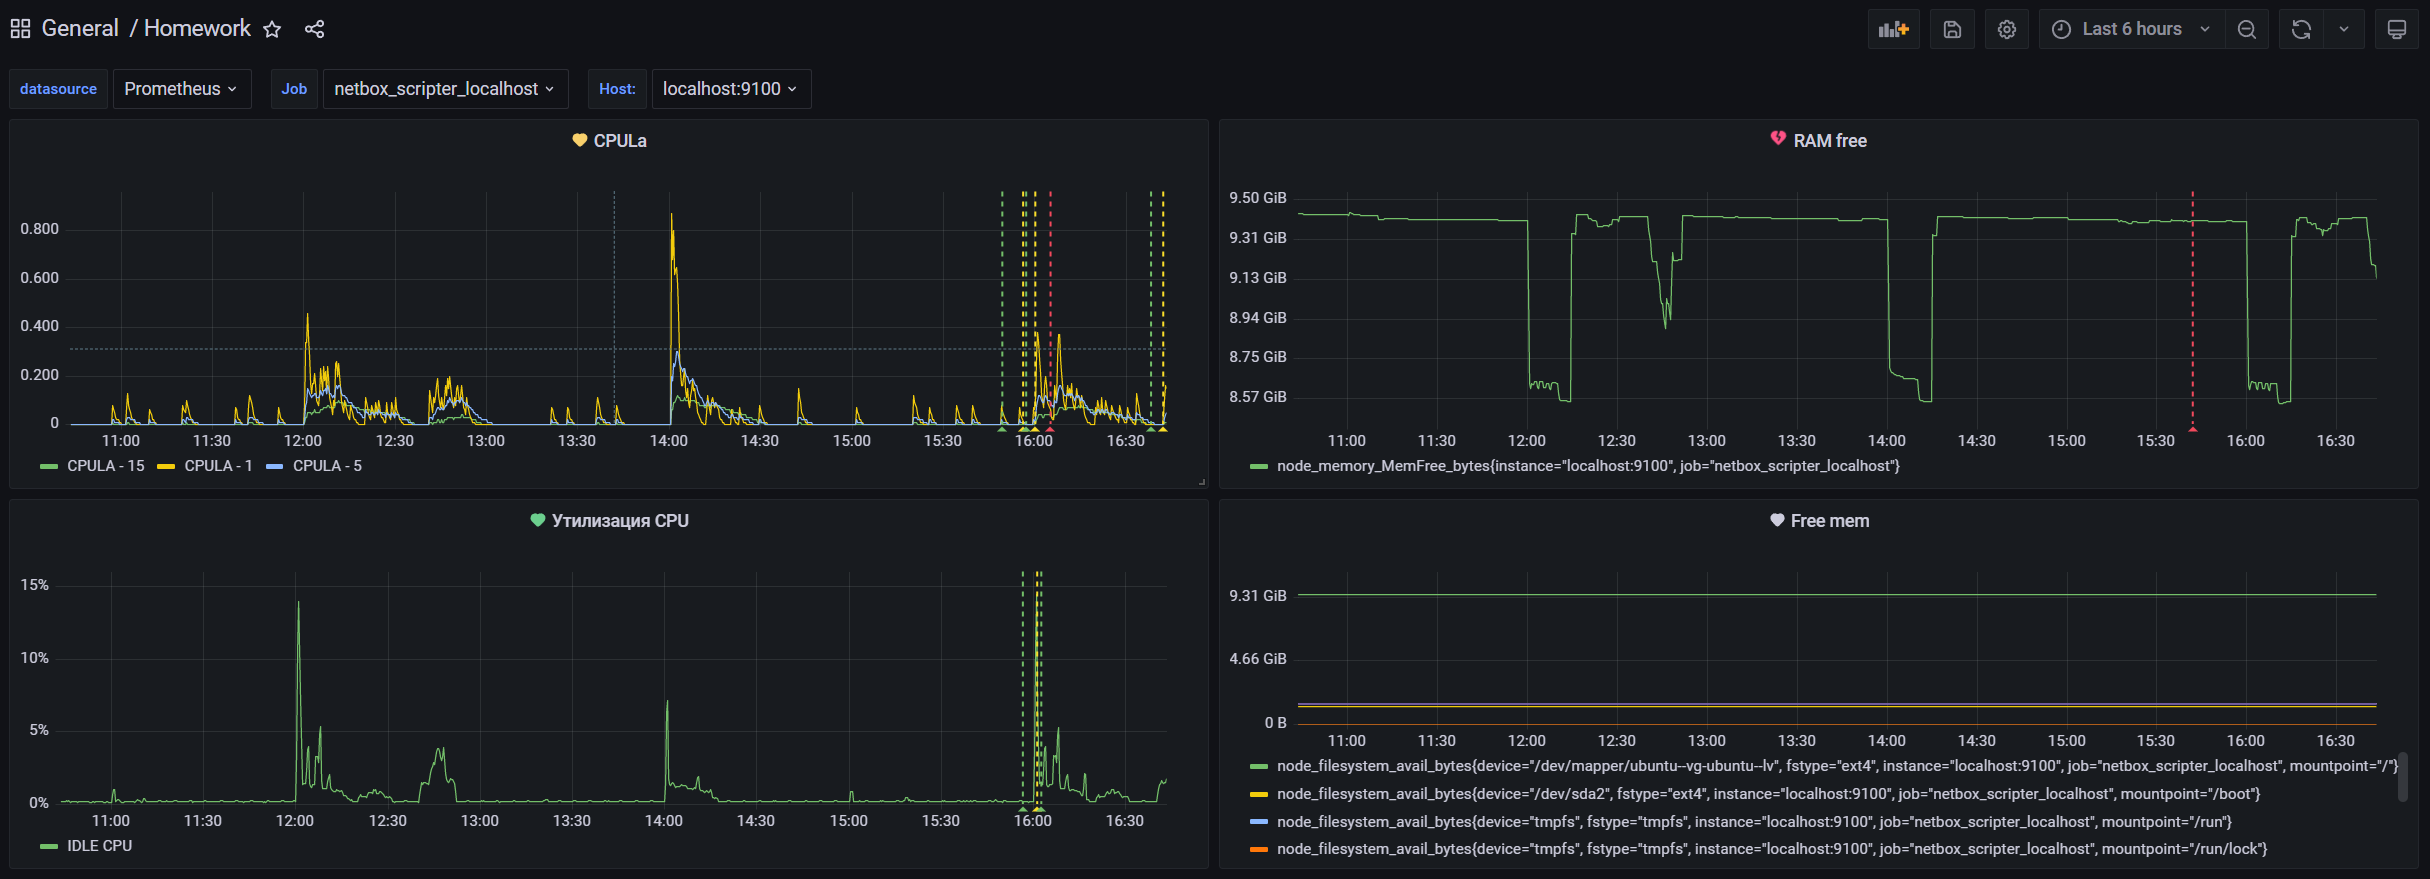 General / Homework
Last 6 hours
datasource Prometheus Job netbox_scripter_localhost Host: localhost:9100
CPULa
0.800
0.600
0.400
0.200
0
11:00 11:30 12:00 12:30 13:00 13:30 14:00 14:30 15:00 15:30 16:00 16:30
CPULA - 15 CPULA - 1 CPULA - 5
RAM free
9.50 GiB
9.31 GiB
9.13 GiB
8.94 GiB
8.75 GiB
8.57 GiB
11:00 11:30 12:00 12:30 13:00 13:30 14:00 14:30 15:00 15:30 16:00 16:30
node_memory_MemFree_bytes{instance="localhost:9100", job="netbox_scripter_localhost"}
Утилизация CPU
15%
10%
5%
0%
11:00 11:30 12:00 12:30 13:00 13:30 14:00 14:30 15:00 15:30 16:00 16:30
IDLE CPU
Free mem
9.31 GiB
4.66 GiB
0 B
11:00 11:30 12:00 12:30 13:00 13:30 14:00 14:30 15:00 15:30 16:00 16:30
node_filesystem_avail_bytes{device="/dev/mapper/ubuntu--vg-ubuntu--lv", fstype="ext4", instance="localhost:9100", job="netbox_scripter_localhost", mountpoint="/"}
node_filesystem_avail_bytes{device="/dev/sda2", fstype="ext4", instance="localhost:9100", job="netbox_scripter_localhost", mountpoint="/boot"}
node_filesystem_avail_bytes{device="tmpfs", fstype="tmpfs", instance="localhost:9100", job="netbox_scripter_localhost", mountpoint="/run"}
node_filesystem_avail_bytes{device="tmpfs", fstype="tmpfs", instance="localhost:9100", job="netbox_scripter_localhost", mountpoint="/run/lock"}